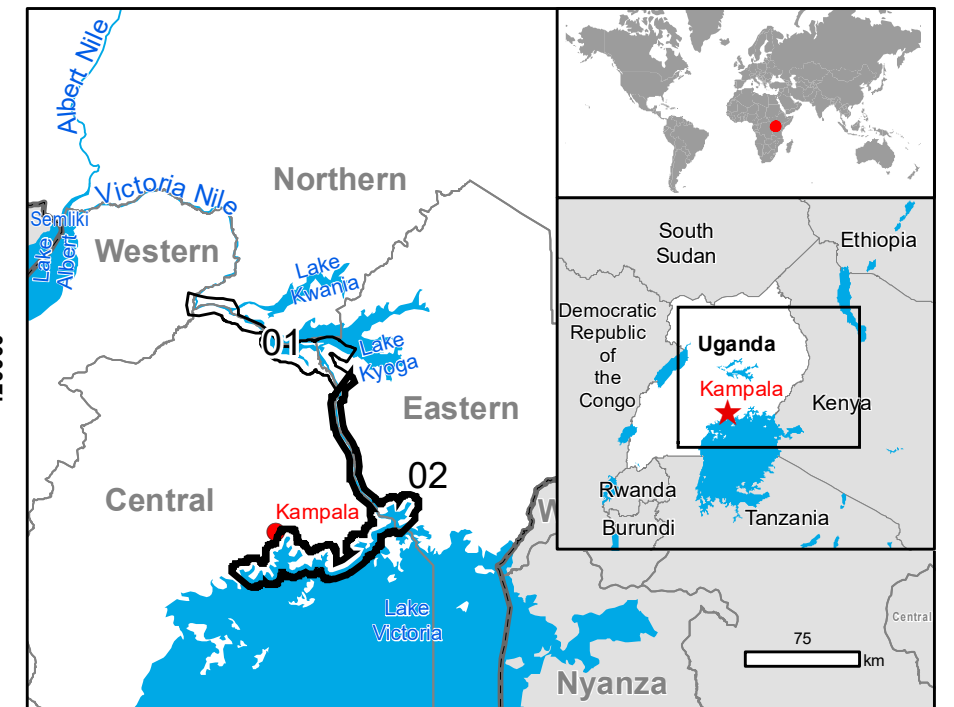 Albert Nile
Northern
Victoria Nile
Semliki
Lake
Albert
Western
Lake
Kwania
01
Lake
Kyoga
Eastern
02
Central
Kampala
W
Lake
Victoria
Nyanza
Central
75
km
South
Sudan
Ethiopia
Democratic
Republic
of
the
Congo
Uganda
Kampala
Kenya
Rwanda
Burundi
Tanzania